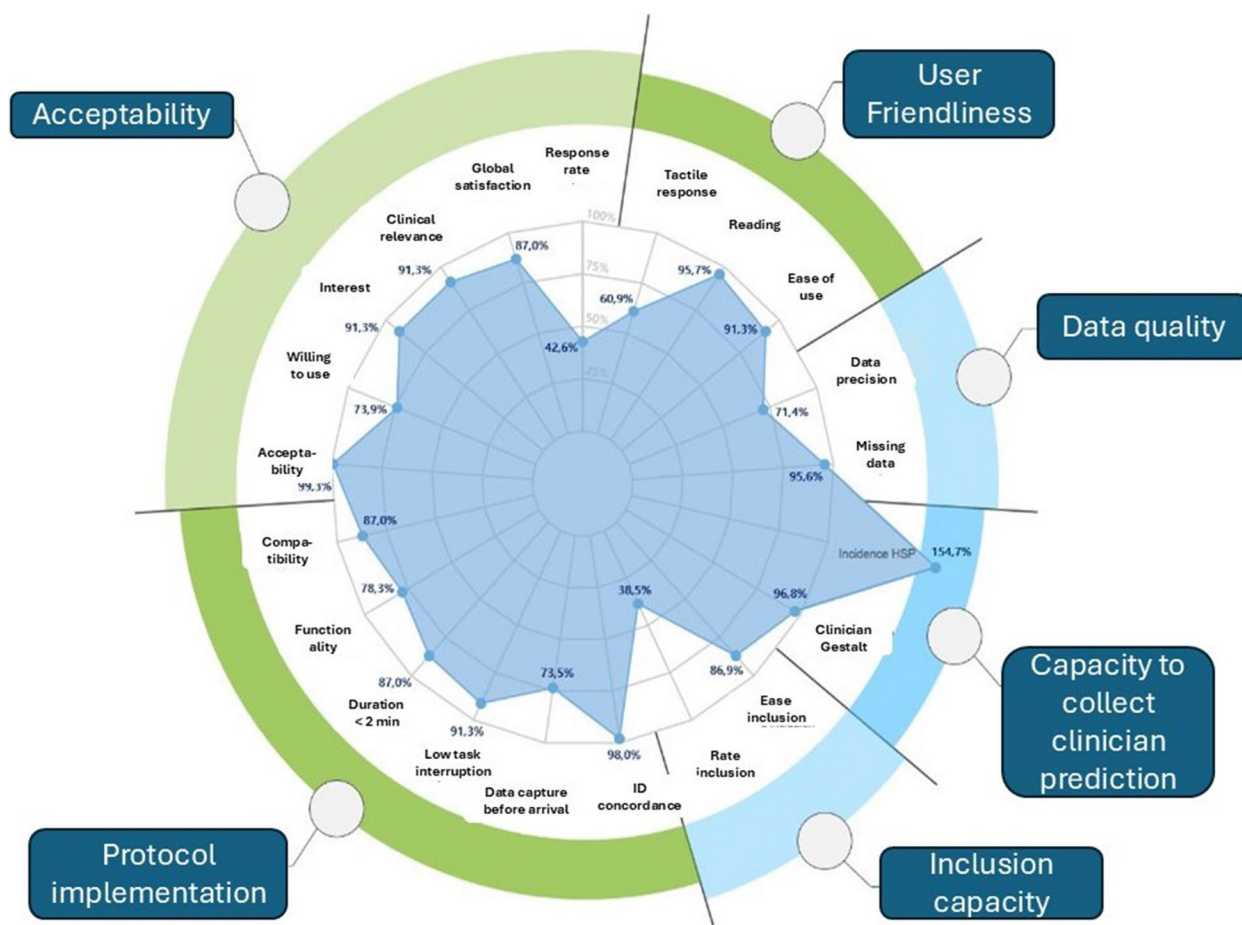 Acceptability
User
Friendliness
Data quality
Capacity to
collect
clinician
prediction
Inclusion
capacity
Protocol
implementation
Response
rate
Tactile
response
Reading
Ease of
use
Data
precision
Missing
data
Incidence HSP
Clinician
Gestalt
Ease
inclusion
Rate
inclusion
ID
concordance
Data capture
before arrival
Low task
interruption
Duration
< 2 min
Function
ality
Compa-
tibility
Accepta-
bility
Willing
to use
Interest
Clinical
relevance
Global
satisfaction
100%
75%
50%
25%
42,6%
60,9%
95,7%
91,3%
71,4%
95,6%
154,7%
96,8%
86,9%
38,5%
98,0%
73,5%
91,3%
87,0%
78,3%
87,0%
99,3%
73,9%
91,3%
91,3%
87,0%